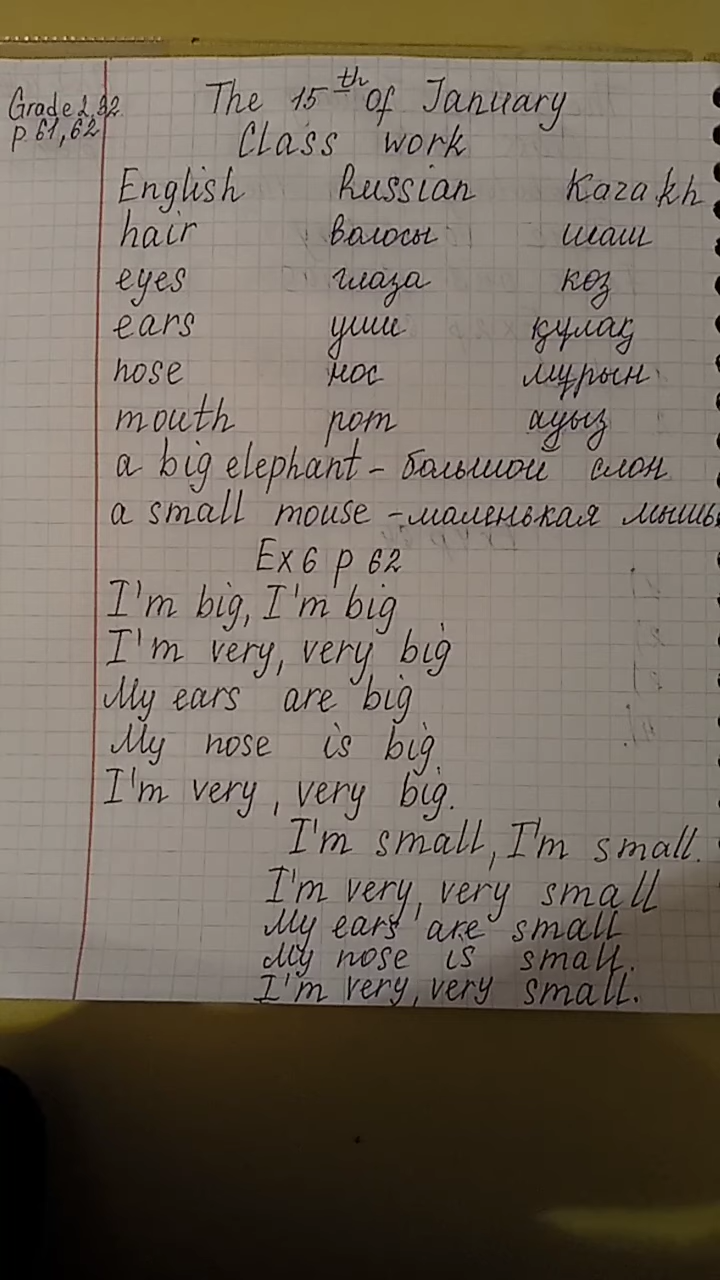 Grade 2
p 61, 62
The 15th of January
Class work
English Russian Kazakh
hair волосы шаш
eyes глаза көз
ears уши құлақ
nose нос мұрын
mouth рот ауыз
a big elephant – большой слон
a small mouse – маленькая мышь
Ex 6 p 62
I'm big, I'm big
I'm very, very big
My ears are big
My nose is big
I'm very, very big.
I'm small, I'm small.
I'm very, very small
My ears are small
My nose is small.
I'm very, very small.